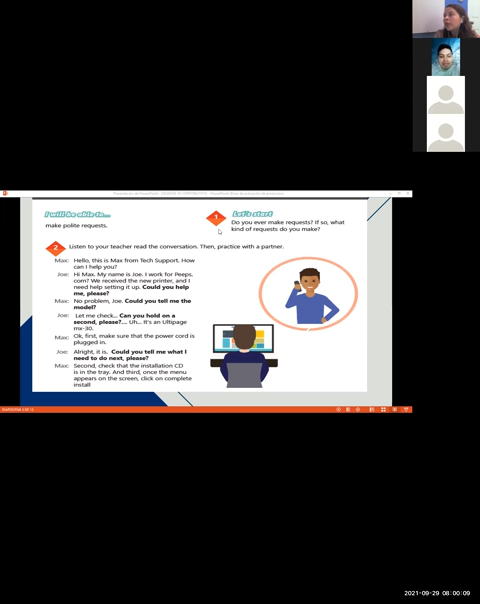 I will be able to...
make polite requests.
1
Let's start
Do you ever make requests? If so, what
kind of requests do you make?
2
Listen to your teacher read the conversation. Then, practice with a partner.
Max: Hello, this is Max from Tech Support. How
can I help you?
Joe: Hi Max. My name is Joe. I work for Peeps.
com? We received the new printer, and I
need help setting it up. Could you help
me, please?
Max: No problem, Joe. Could you tell me the
model?
Joe: Let me check... Can you hold on a
second, please?.... Uh... It's an Ultipage
mx-30.
Max: Ok, first, make sure that the power cord is
plugged in.
Joe: Alright, it is. Could you tell me what I
need to do next, please?
Max: Second, check that the installation CD
is in the tray. And third, once the menu
appears on the screen, click on complete
install
2021-09-29 08:00:09